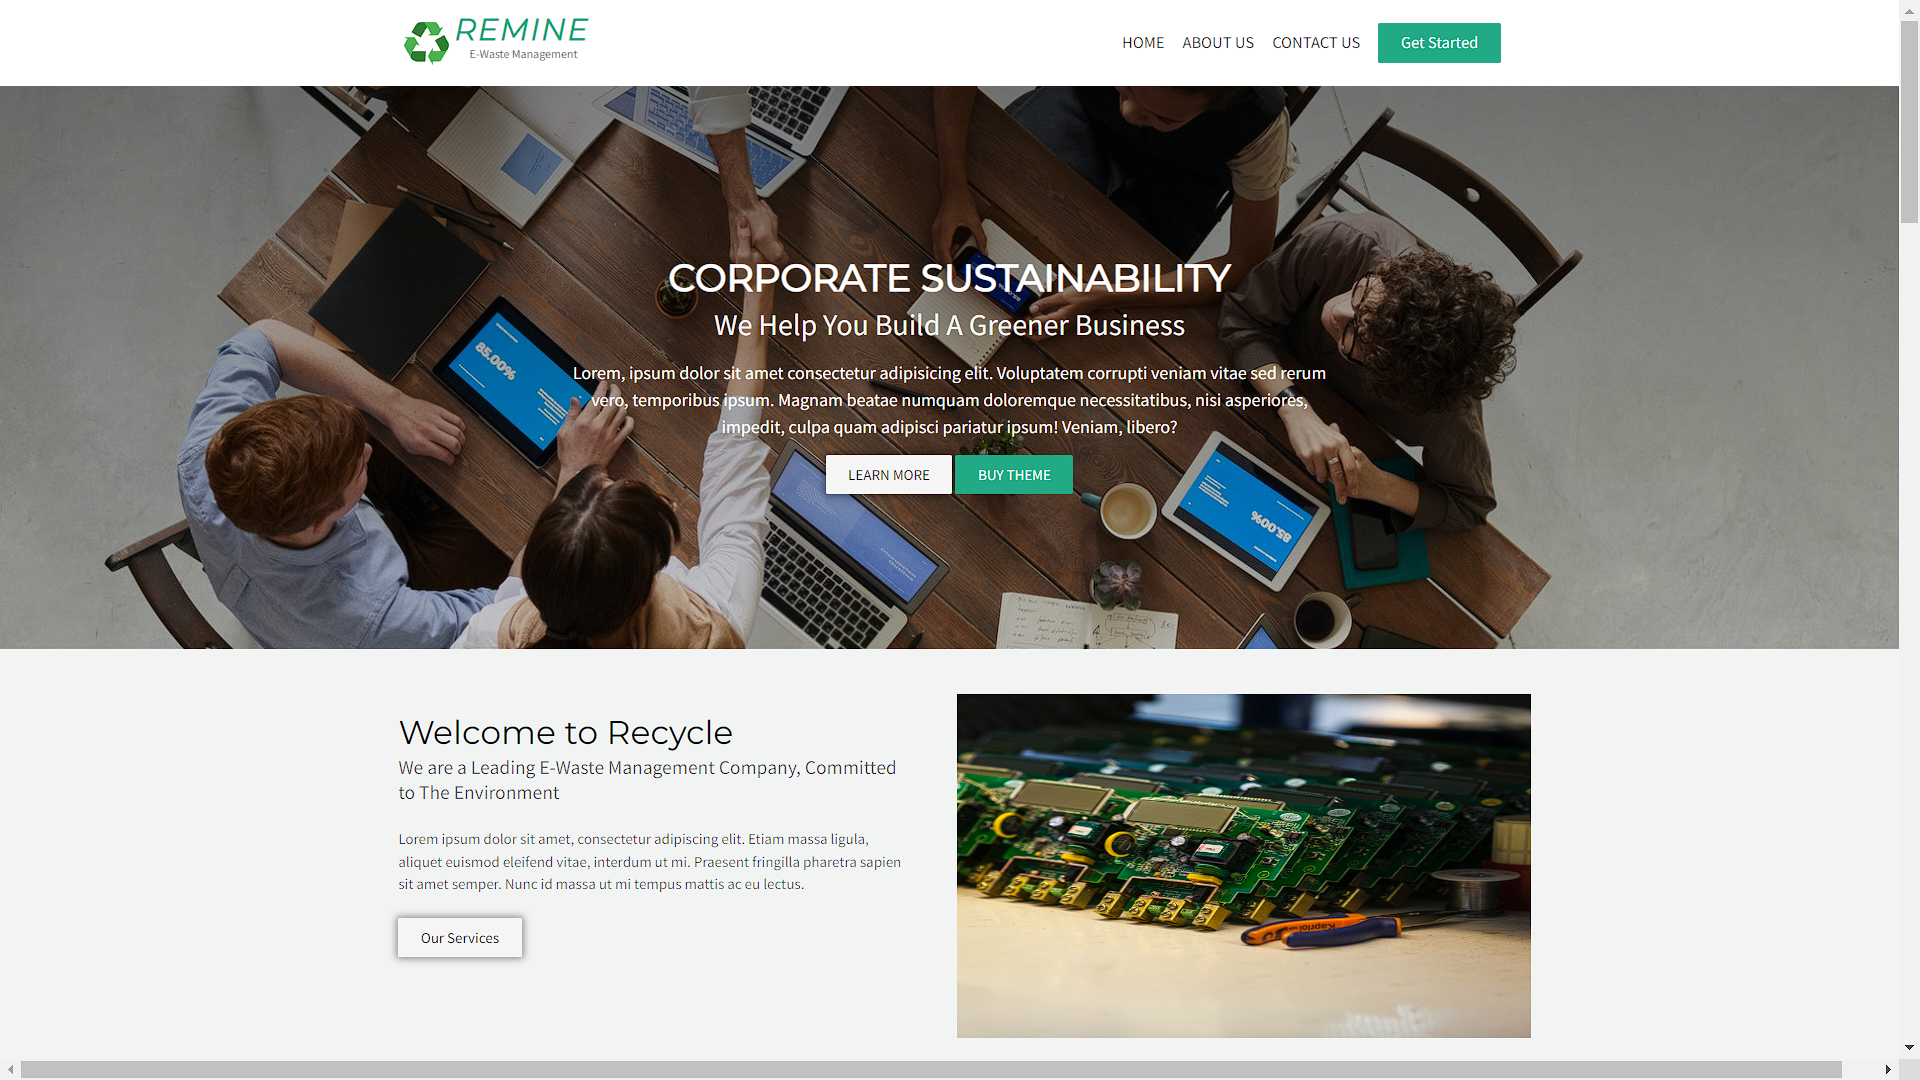 REMINE
E-Waste Management
HOME ABOUT US CONTACT US Get Started
CORPORATE SUSTAINABILITY
We Help You Build A Greener Business
Lorem, ipsum dolor sit amet consectetur adipisicing elit. Voluptatem corrupti veniam vitae sed rerum
vero, temporibus ipsum. Magnam beatae numquam doloremque necessitatibus, nisi asperiores,
impedit, culpa quam adipisci pariatur ipsum! Veniam, libero?
LEARN MORE BUY THEME
85.00%
85.00%
Welcome to Recycle
We are a Leading E-Waste Management Company, Committed
to The Environment
Lorem ipsum dolor sit amet, consectetur adipiscing elit. Etiam massa ligula,
aliquet euismod eleifend vitae, interdum ut mi. Praesent fringilla pharetra sapien
sit amet semper. Nunc id massa ut mi tempus mattis ac eu lectus.
Our Services
Kapriol